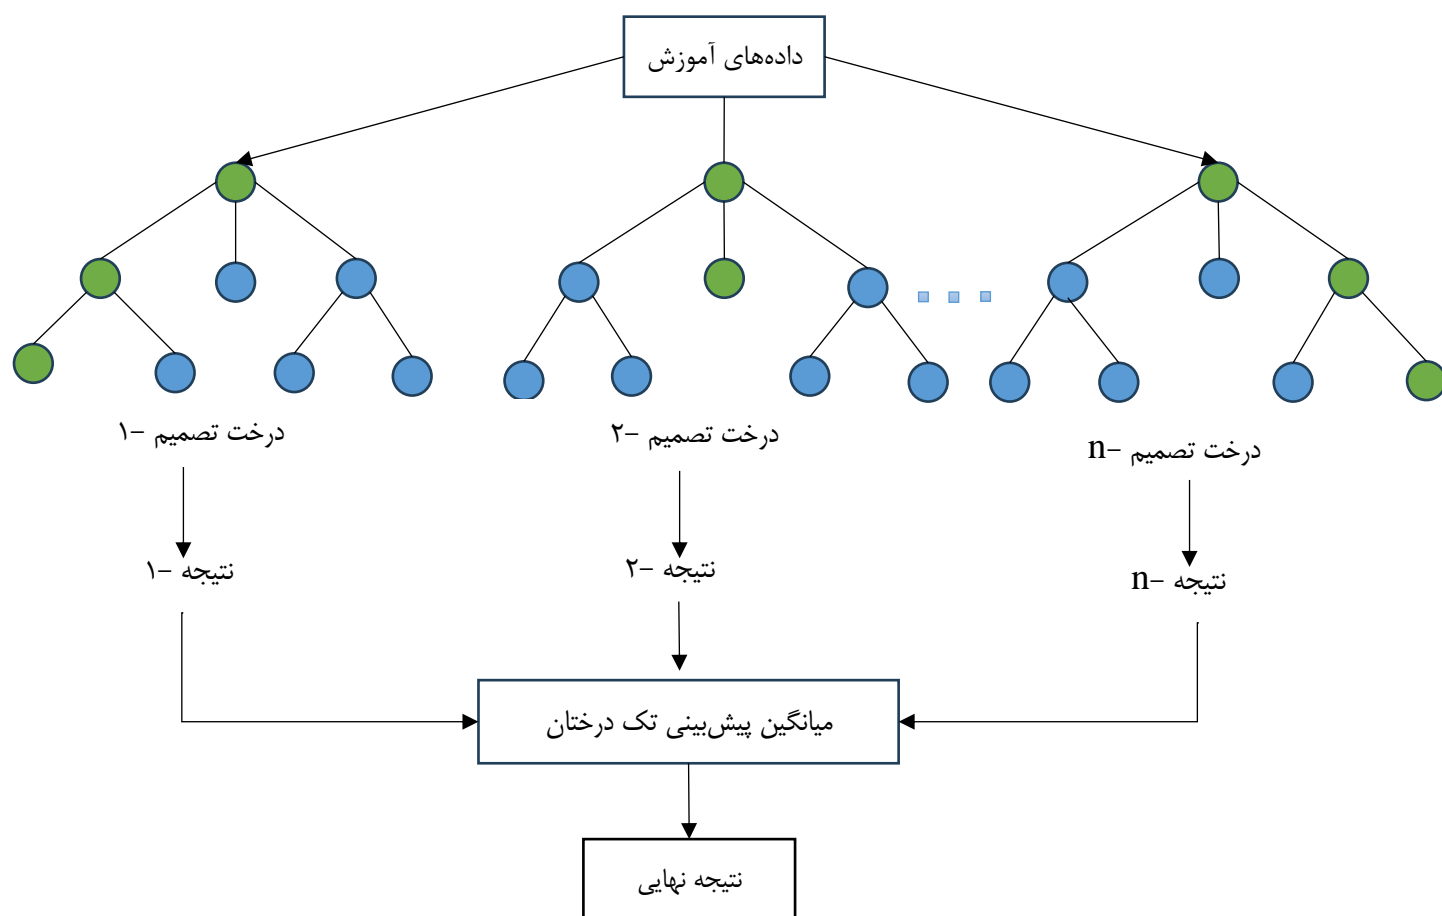 داده‌های آموزش
درخت تصمیم -۱
درخت تصمیم -۲
درخت تصمیم -n
نتیجه -۱
نتیجه -۲
نتیجه -n
میانگین پیش‌بینی تک درختان
نتیجه نهایی